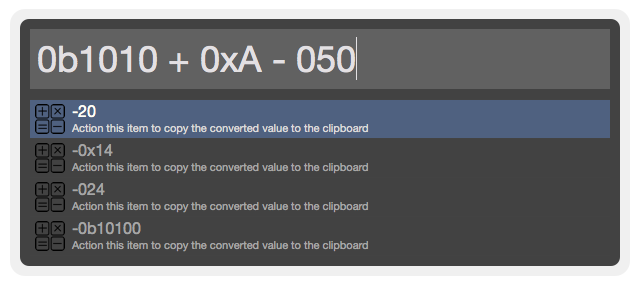 0b1010 + 0xA - 050
-20
Action this item to copy the converted value to the clipboard
-0x14
Action this item to copy the converted value to the clipboard
-024
Action this item to copy the converted value to the clipboard
-0b10100
Action this item to copy the converted value to the clipboard